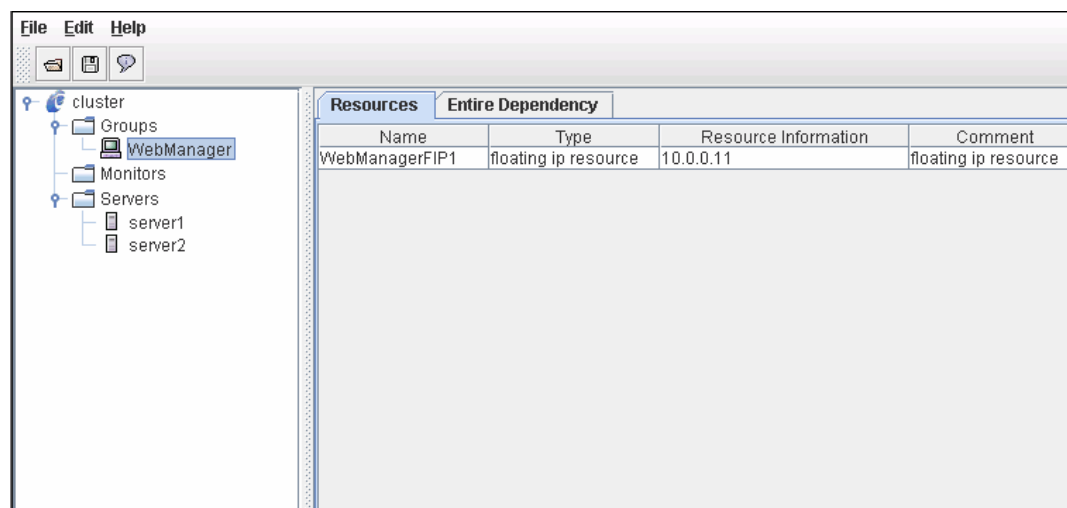 File Edit Help
cluster
Groups
WebManager
Monitors
Servers
server1
server2
Resources Entire Dependency
Name Type Resource Information Comment
WebManagerFIP1 floating ip resource 10.0.0.11 floating ip resource